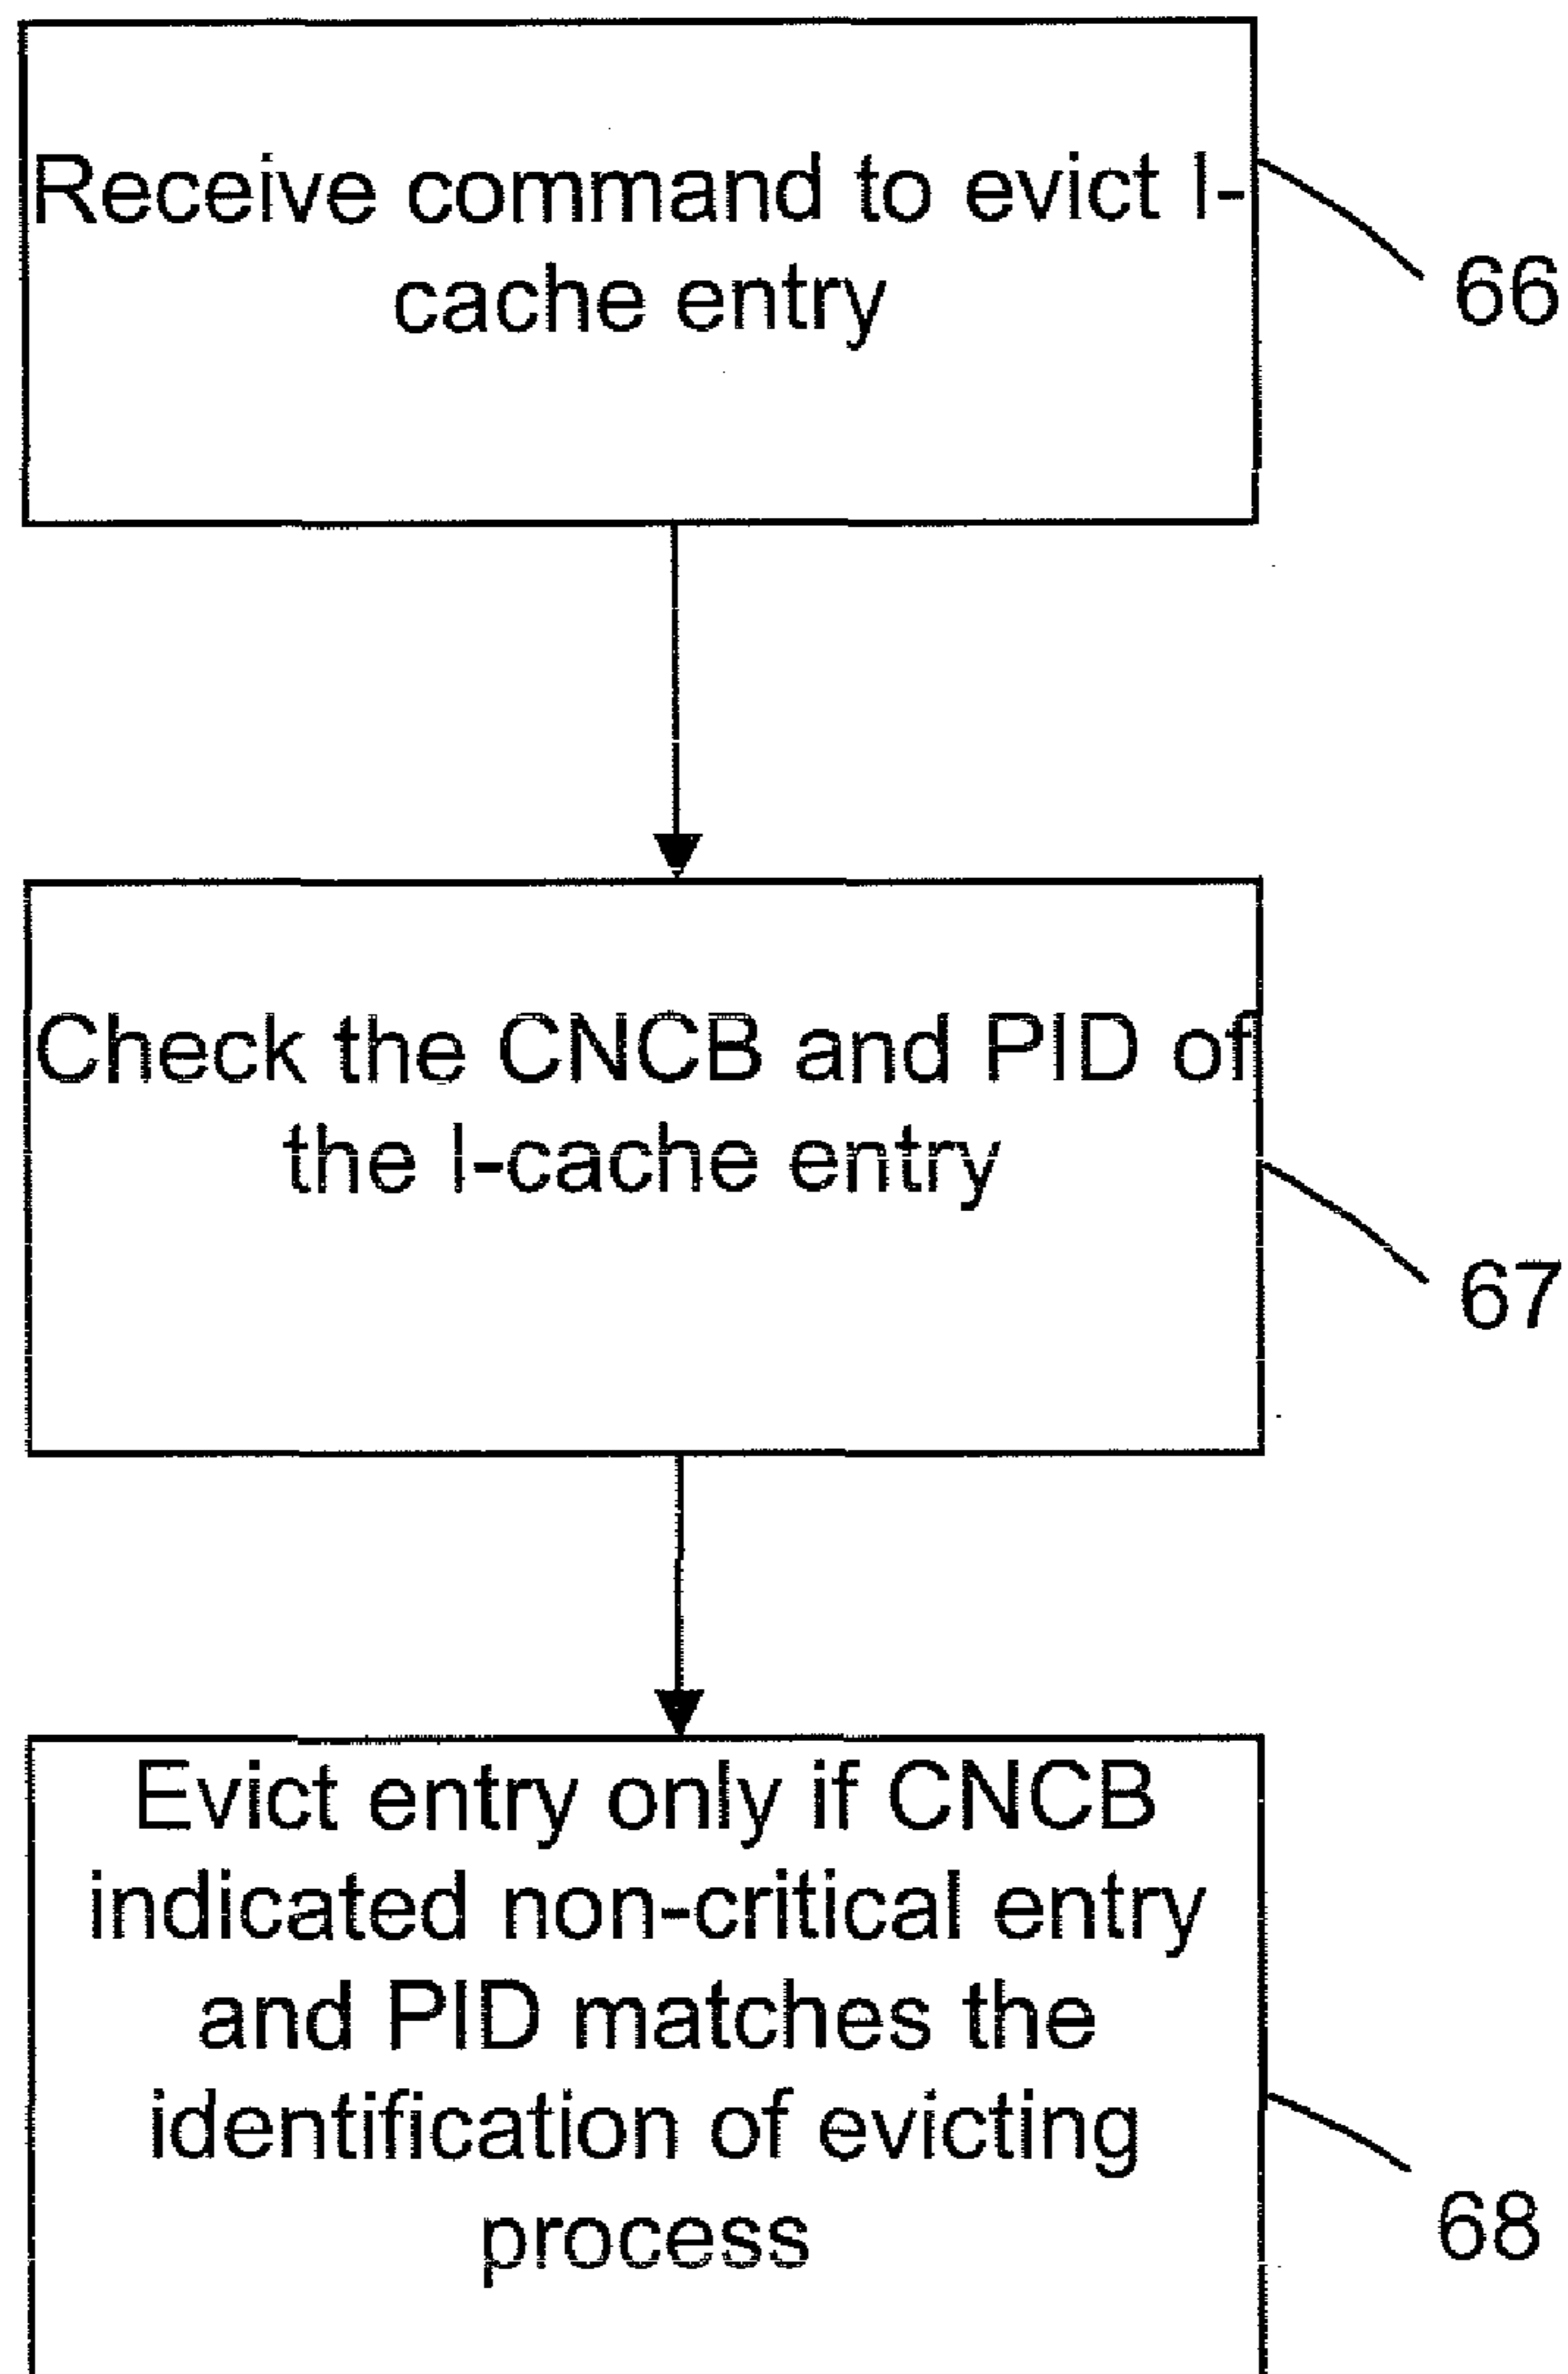 Receive command to evict I-
cache entry
66
Check the CNCB and PID of
the I-cache entry
67
Evict entry only if CNCB
indicated non-critical entry
and PID matches the
identification of evicting
process
68